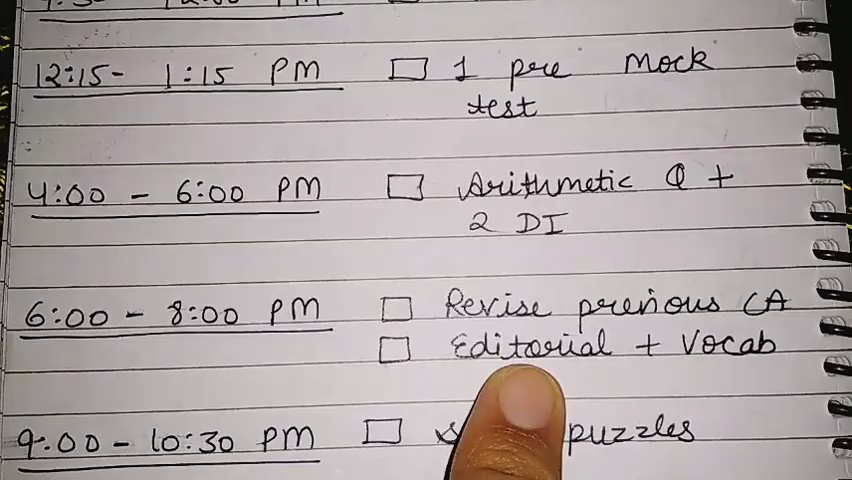 12:15- 1:15 PM 1 pre Mock
test
4:00 - 6:00 PM Arithmetic Q +
2 DI
6:00 - 8:00 PM Revise previous CA
Editorial + Vocab
9:00 - 10:30 PM puzzles